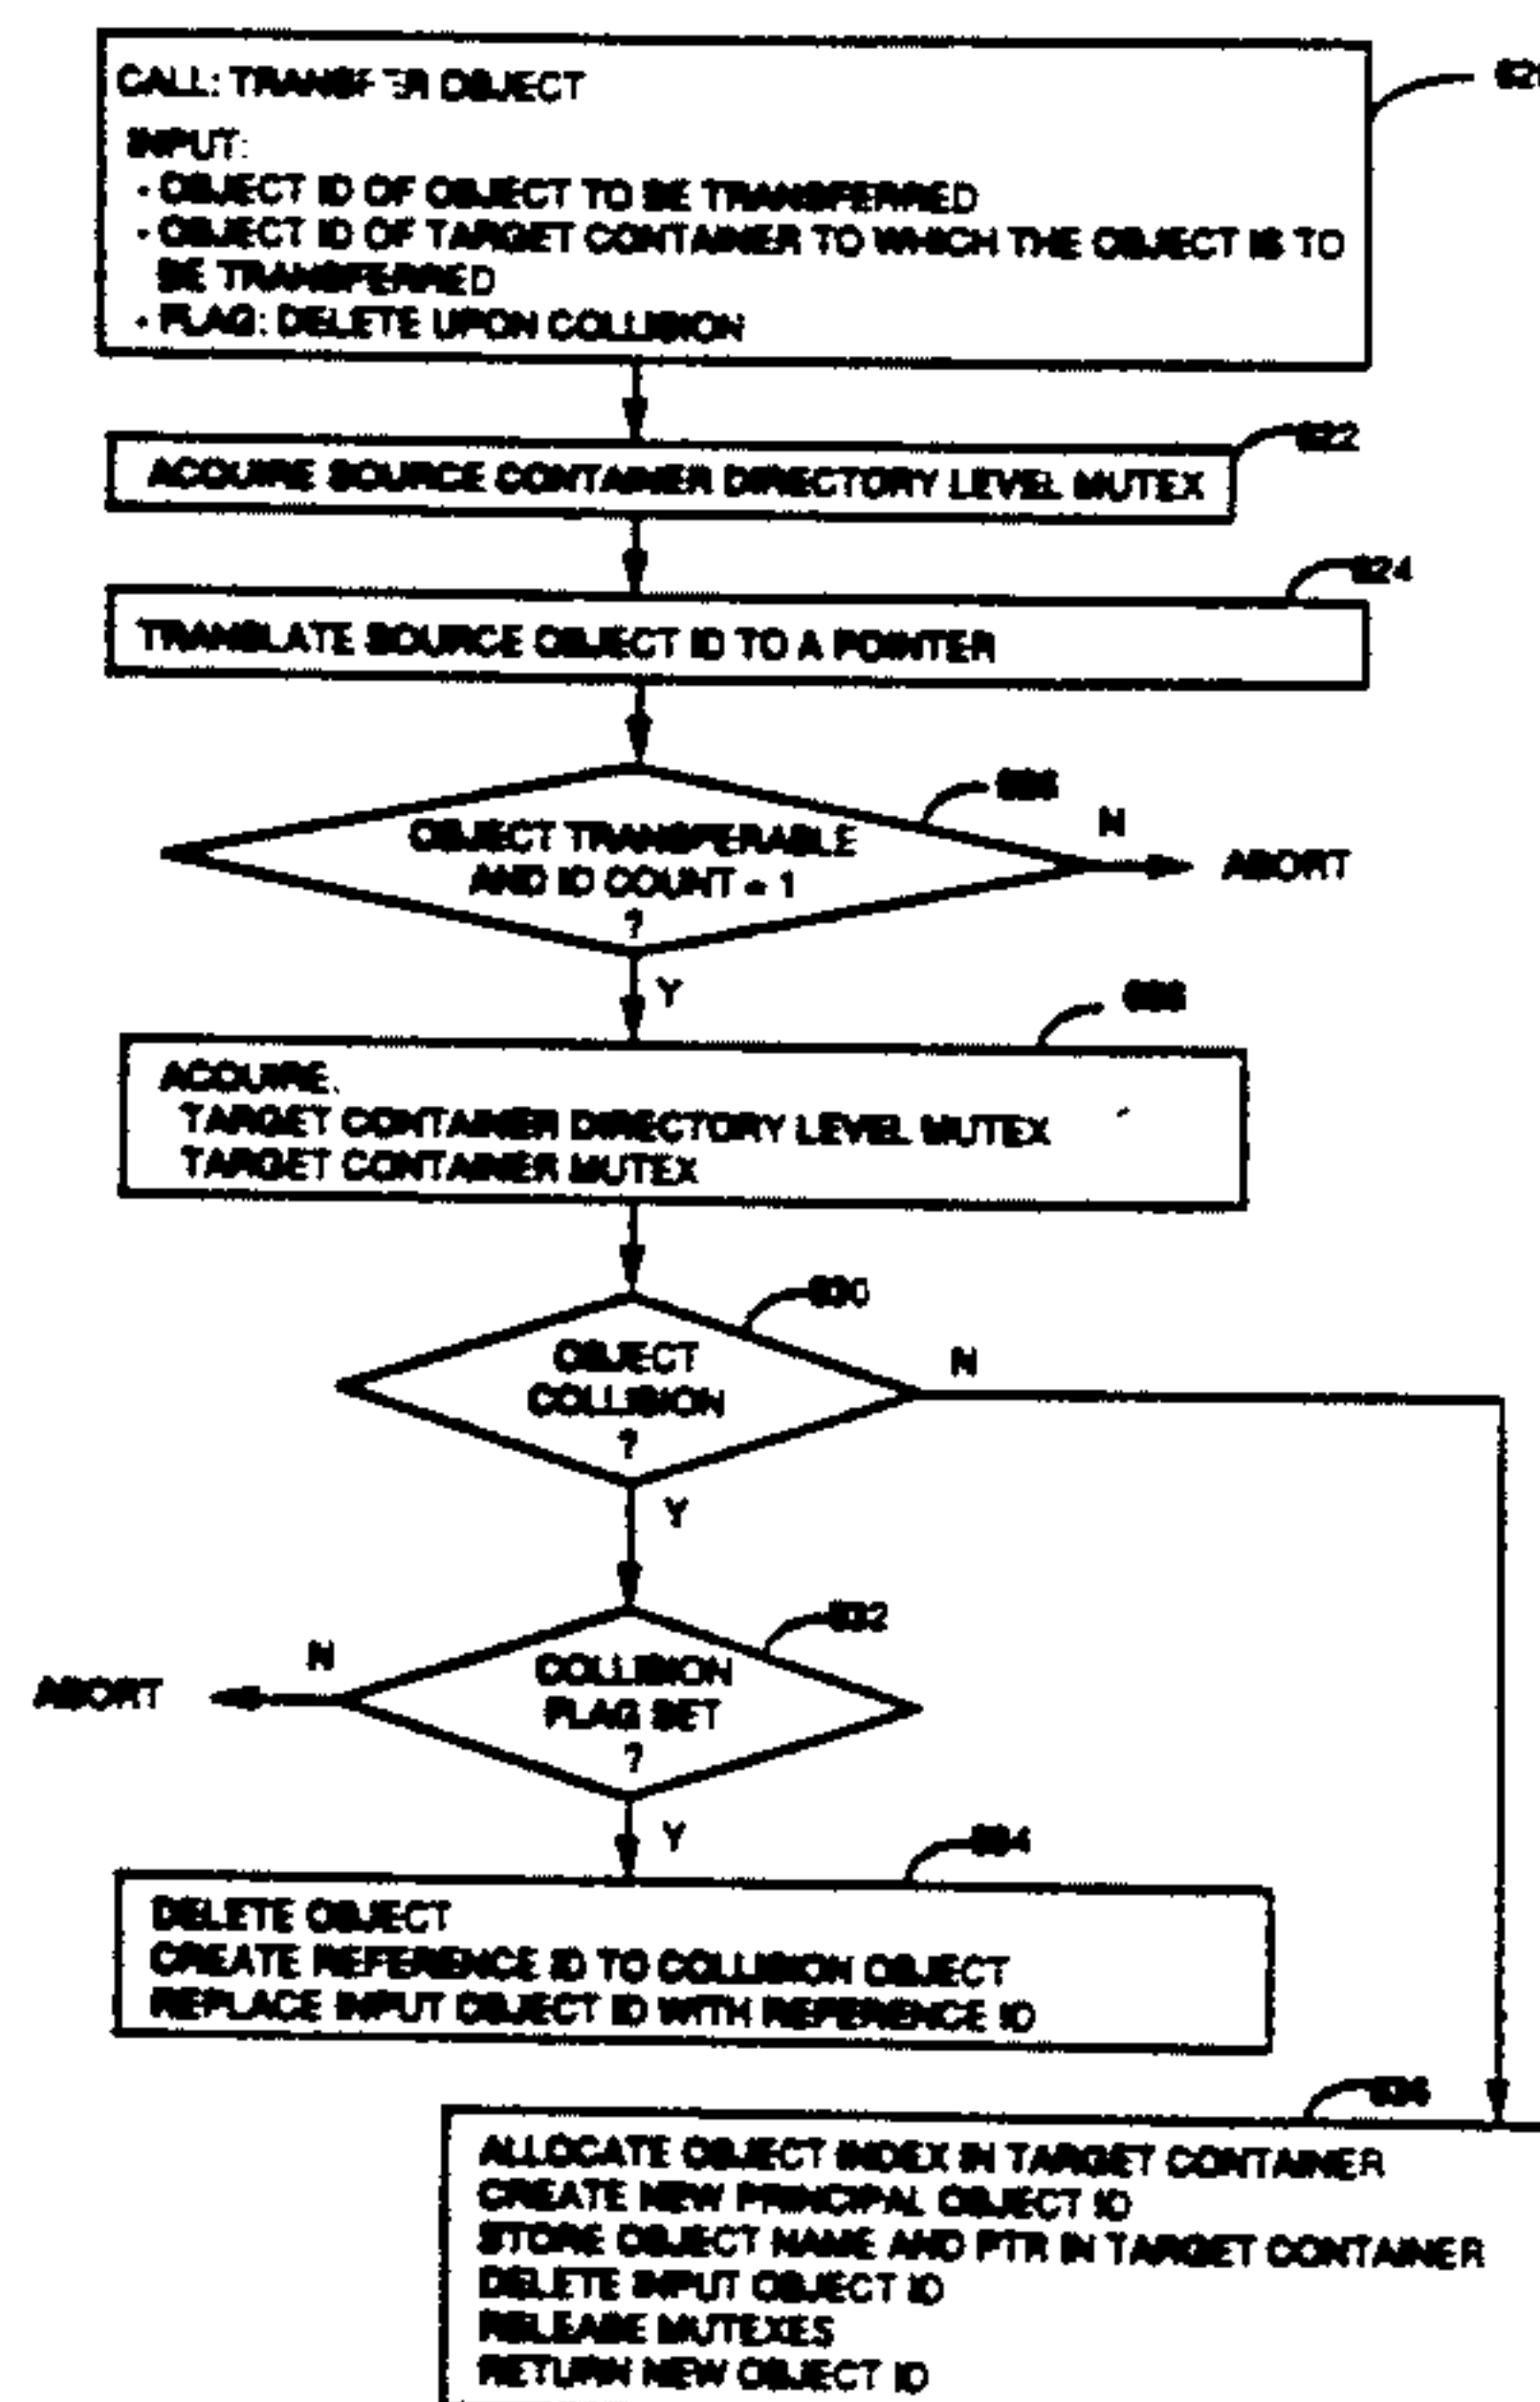 CALL: TRANSFER OBJECT
INPUT:
• OBJECT ID OF OBJECT TO BE TRANSFERRED
• OBJECT ID OF TARGET CONTAINER TO WHICH THE OBJECT IS TO
BE TRANSFERRED
• FLAG: DELETE UPON COLLISION
ACQUIRE SOURCE CONTAINER DIRECTORY LEVEL MUTEX
TRANSLATE SOURCE OBJECT ID TO A POINTER
OBJECT TRANSFERABLE
AND ID COUNT = 1
?
N
ABORT
Y
ACQUIRE
TARGET CONTAINER DIRECTORY LEVEL MUTEX
TARGET CONTAINER MUTEX
OBJECT
COLLISION
?
N
Y
COLLISION
FLAG SET
?
N
ABORT
Y
DELETE OBJECT
CREATE REFERENCE ID TO COLLISION OBJECT
REPLACE INPUT OBJECT ID WITH REFERENCE ID
ALLOCATE OBJECT INDEX IN TARGET CONTAINER
CREATE NEW PRINCIPAL OBJECT ID
STORE OBJECT NAME AND PTR IN TARGET CONTAINER
DELETE INPUT OBJECT ID
RELEASE MUTEXES
RETURN NEW OBJECT ID